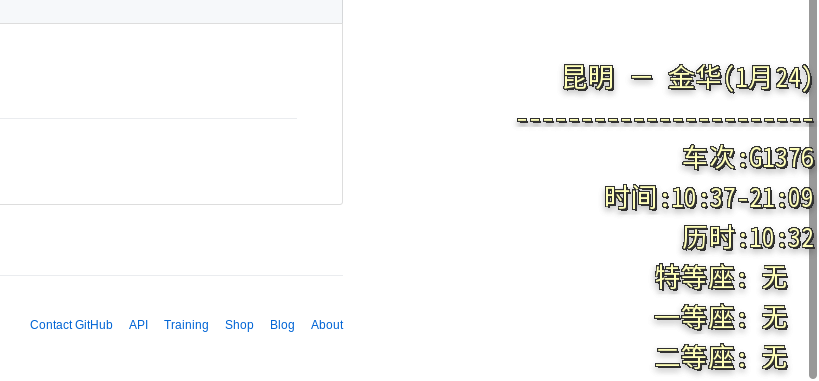 昆明 - 金华(1月24)
-----------------------
车次:G1376
时间:10:37-21:09
历时:10:32
特等座: 无
一等座: 无
二等座: 无
Contact GitHub API Training Shop Blog About